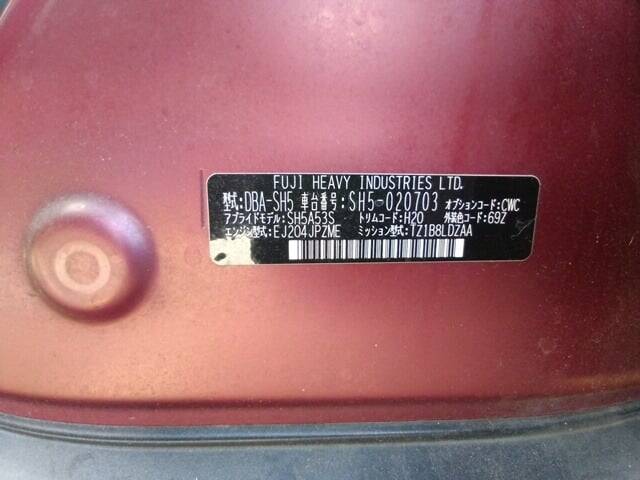 FUJI HEAVY INDUSTRIES LTD.
型式:DBA-SH5 車台番号:SH5-020703 オプションコード:CWC
アプライドモデル:SH5A53S トリムコード:H20 外装色コード:69Z
エンジン型式:EJ204JPZME ミッション型式:TZ1B8LDZAA